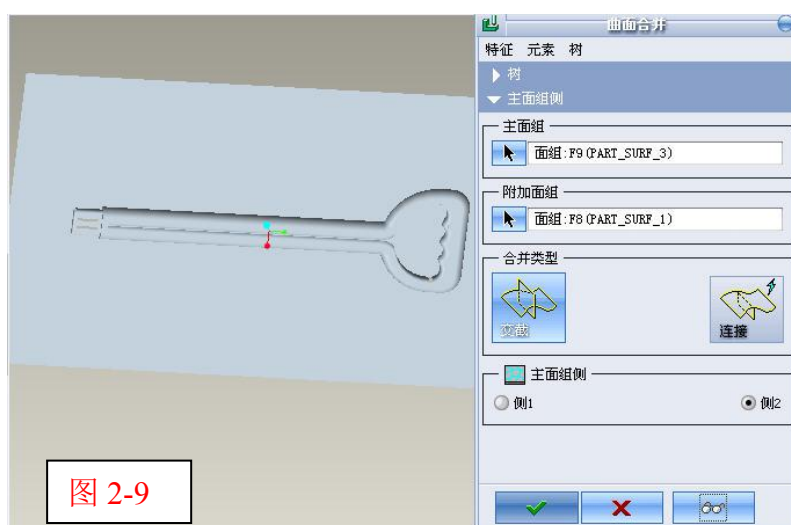 曲面合并
特征 元素 树
树
主面组侧
主面组
面组:F9(PART_SURF_3)
附加面组
面组:F8(PART_SURF_1)
合并类型
交截
连接
主面组侧
侧1
侧2
图 2-9